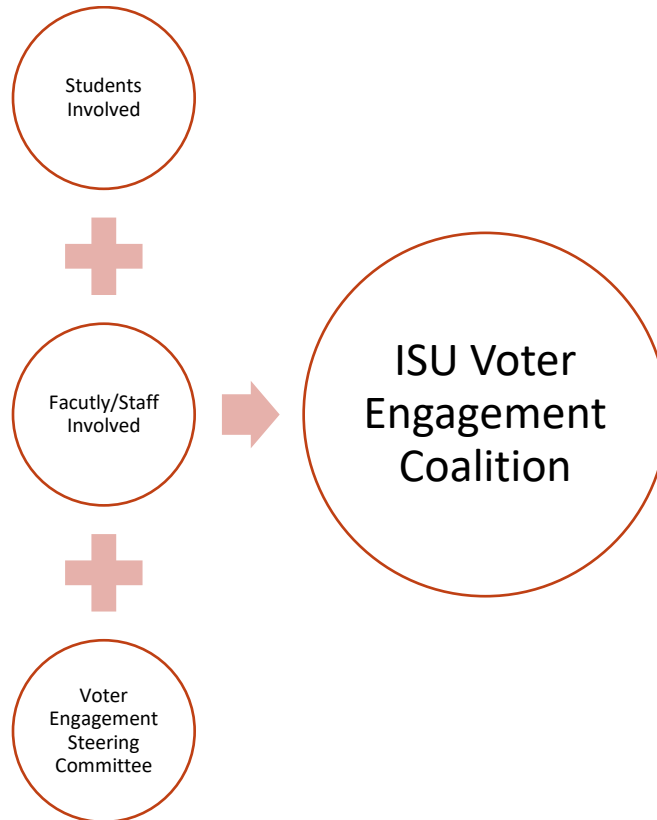 Students
Involved
Facutly/Staff
Involved
ISU Voter
Engagement
Coalition
Voter
Engagement
Steering
Committee